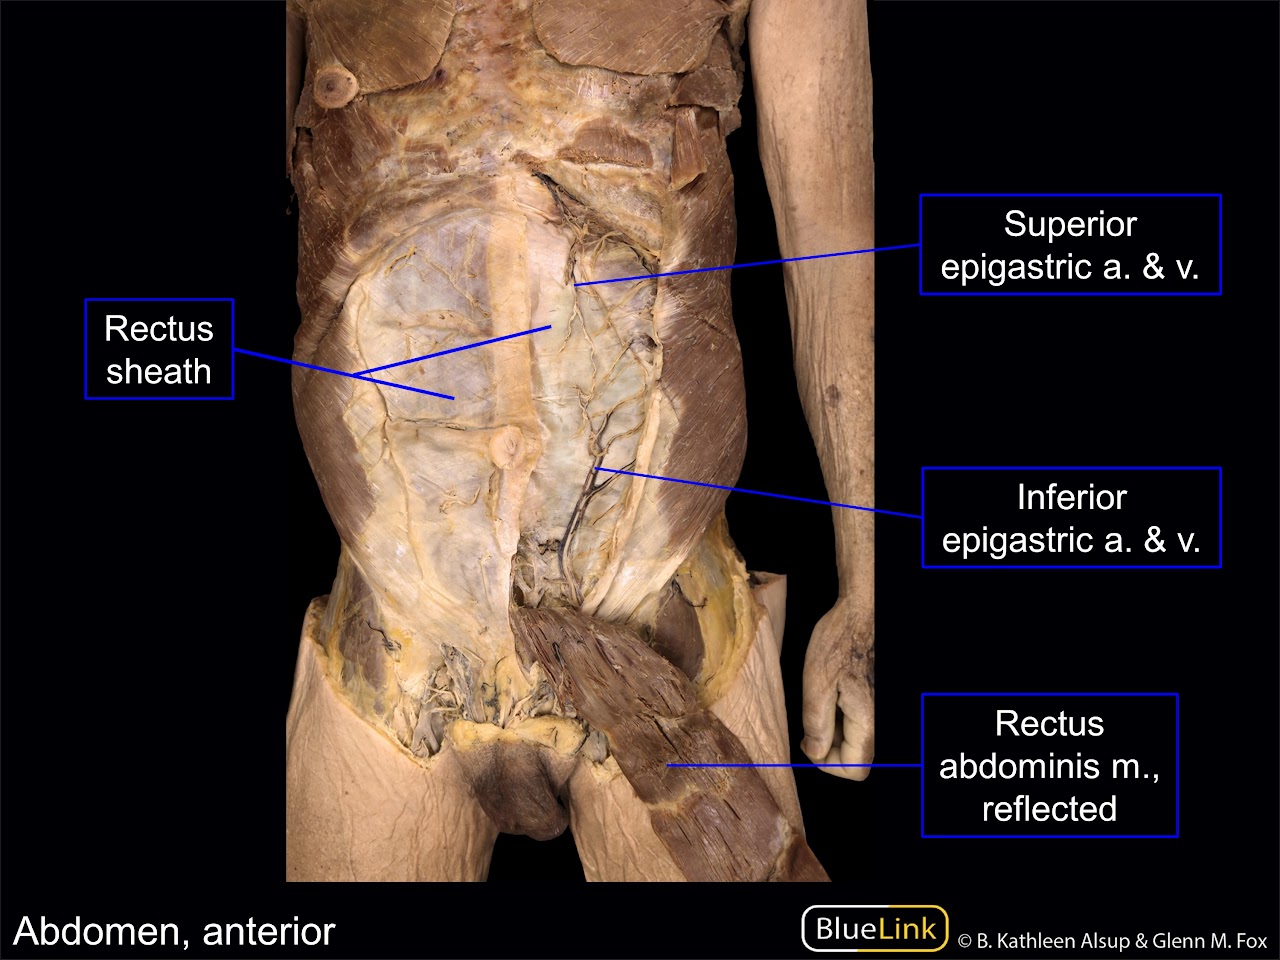 Superior
epigastric a. & v.
Rectus
sheath
Inferior
epigastric a. & v.
Rectus
abdominis m.,
reflected
Abdomen, anterior
BlueLink
© B. Kathleen Alsup & Glenn M. Fox